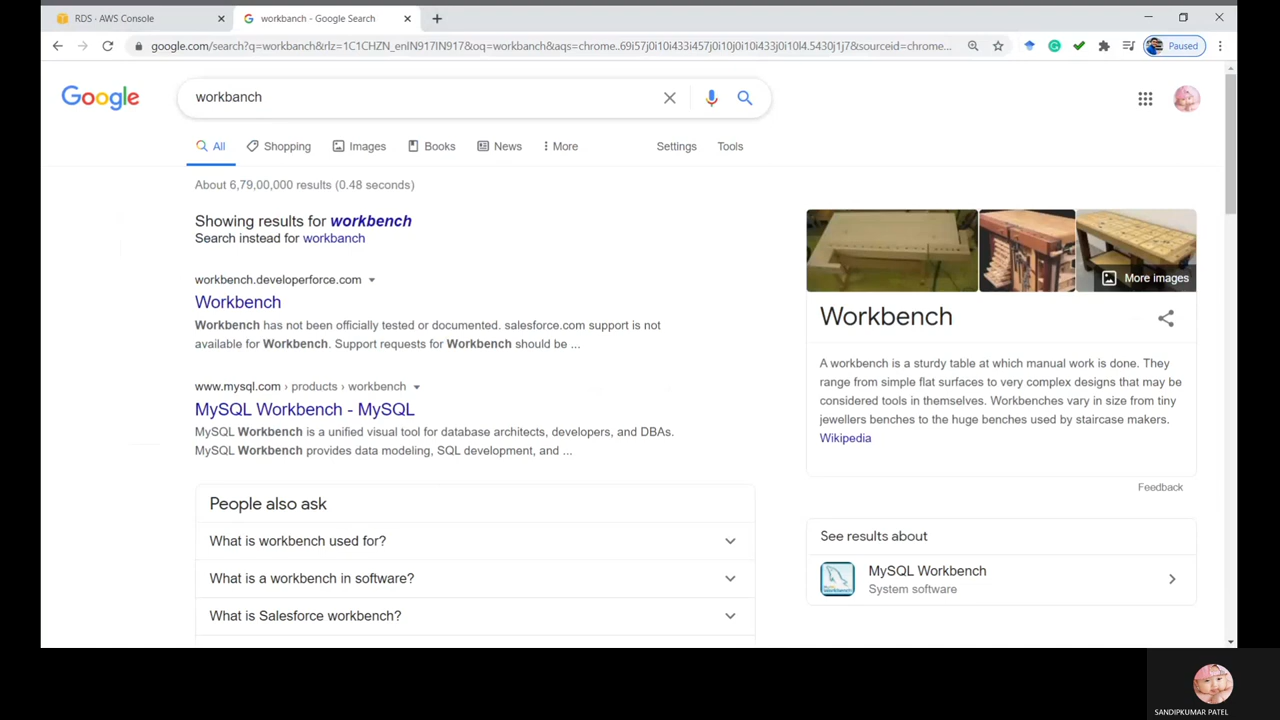 RDS - AWS Console
workbanch - Google Search
google.com/search?q=workbanch&rlz=1C1CHZN_enIN917IN917&oq=workbanch&aqs=chrome..69i57j0i10i433i457j0i10j0i10i433j0i10l4.5430j1j7&sourceid=chrome...
Paused
Google
workbanch
All
Shopping
Images
Books
News
More
Settings
Tools
About 6,79,00,000 results (0.48 seconds)
Showing results for workbench
Search instead for workbanch
workbench.developerforce.com
Workbench
Workbench has not been officially tested or documented. salesforce.com support is not
available for Workbench. Support requests for Workbench should be ...
www.mysql.com › products › workbench
MySQL Workbench - MySQL
MySQL Workbench is a unified visual tool for database architects, developers, and DBAs.
MySQL Workbench provides data modeling, SQL development, and ...
People also ask
What is workbench used for?
What is a workbench in software?
What is Salesforce workbench?
More images
Workbench
A workbench is a sturdy table at which manual work is done. They
range from simple flat surfaces to very complex designs that may be
considered tools in themselves. Workbenches vary in size from tiny
jewellers benches to the huge benches used by staircase makers.
Wikipedia
Feedback
See results about
MySQL Workbench
System software
SANDIPKUMAR PATEL